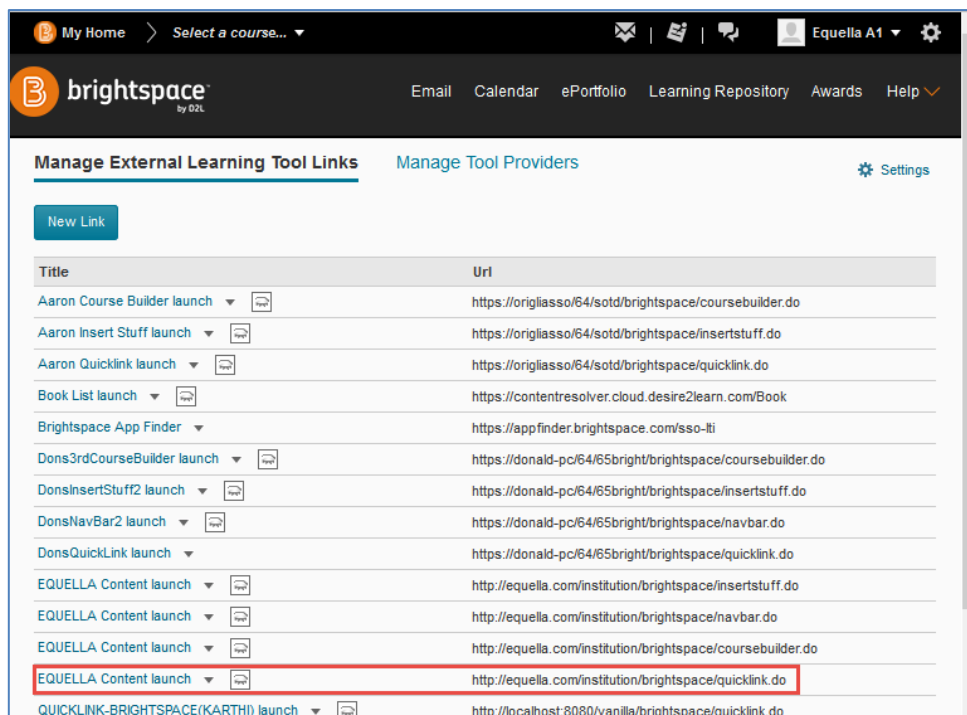 My Home Select a course... Equella A1
brightspace by D2L Email Calendar ePortfolio Learning Repository Awards Help
Manage External Learning Tool Links Manage Tool Providers Settings
New Link
Title Url
Aaron Course Builder launch https://origliasso/64/sotd/brightspace/coursebuilder.do
Aaron Insert Stuff launch https://origliasso/64/sotd/brightspace/insertstuff.do
Aaron Quicklink launch https://origliasso/64/sotd/brightspace/quicklink.do
Book List launch https://contentresolver.cloud.desire2learn.com/Book
Brightspace App Finder https://appfinder.brightspace.com/sso-lti
Dons3rdCourseBuilder launch https://donald-pc/64/65bright/brightspace/coursebuilder.do
DonsInsertStuff2 launch https://donald-pc/64/65bright/brightspace/insertstuff.do
DonsNavBar2 launch https://donald-pc/64/65bright/brightspace/navbar.do
DonsQuickLink launch https://donald-pc/64/65bright/brightspace/quicklink.do
EQUELLA Content launch http://equella.com/institution/brightspace/insertstuff.do
EQUELLA Content launch http://equella.com/institution/brightspace/navbar.do
EQUELLA Content launch http://equella.com/institution/brightspace/coursebuilder.do
EQUELLA Content launch http://equella.com/institution/brightspace/quicklink.do
QUICKLINK-BRIGHTSPACE(KARTHI) launch http://localhost:8080/vanilla/brightspace/quicklink.do